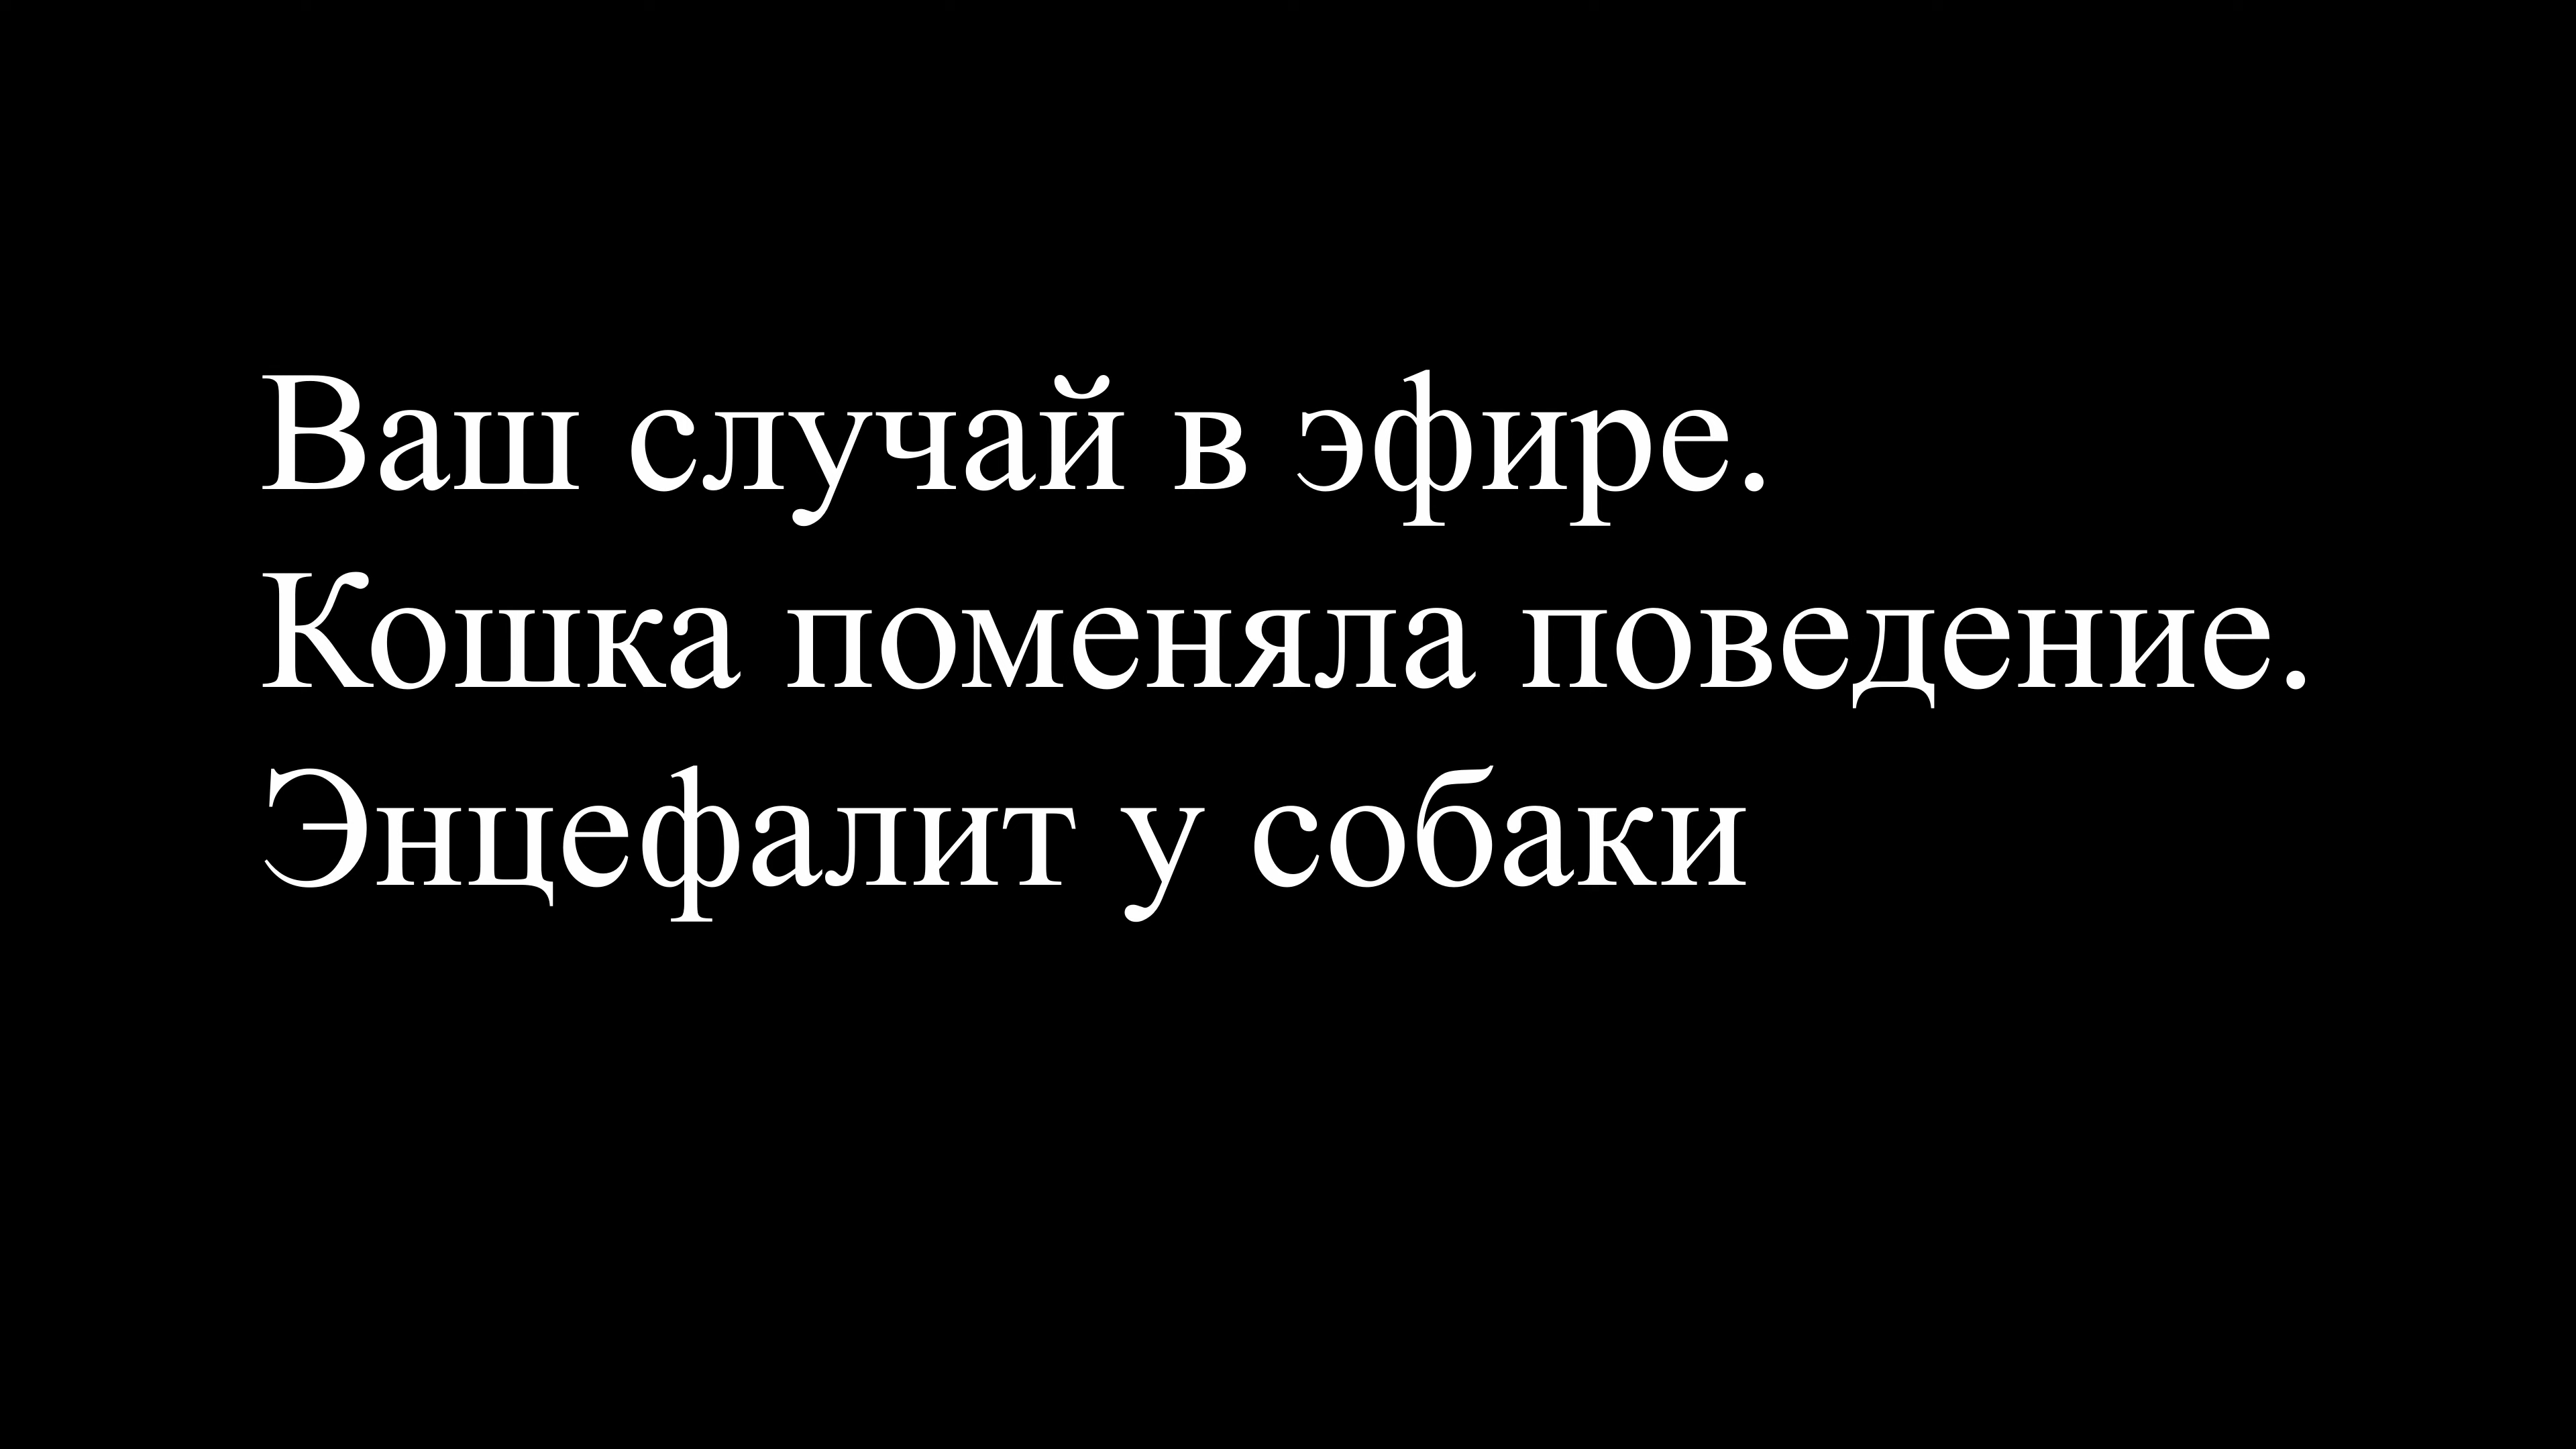 Ваш случай в эфире.
Кошка поменяла поведение.
Энцефалит у собаки